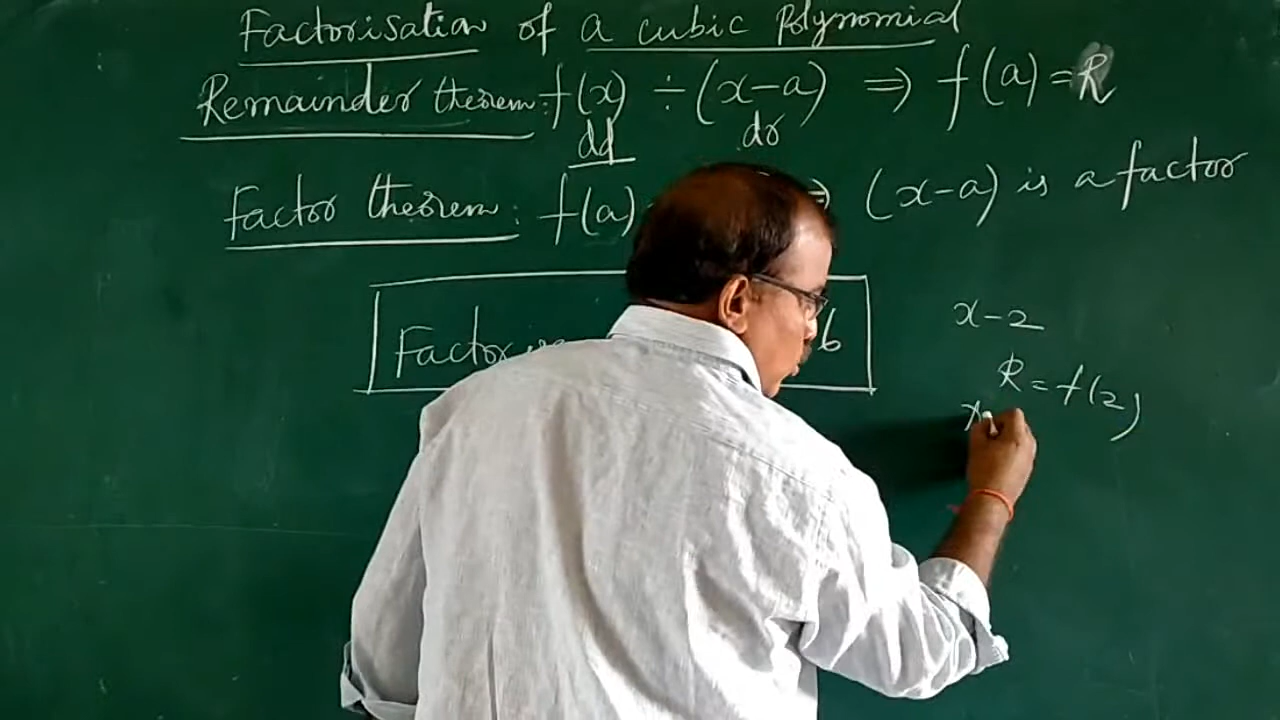 Factorisation of a cubic Polynomial
Remainder theorem: f(x) ÷ (x-a) ⇒ f(a) = R
dd dr
Factor theorem: f(a) ⇒ (x-a) is a factor
x-2
Factor 6
R = f(2)
x